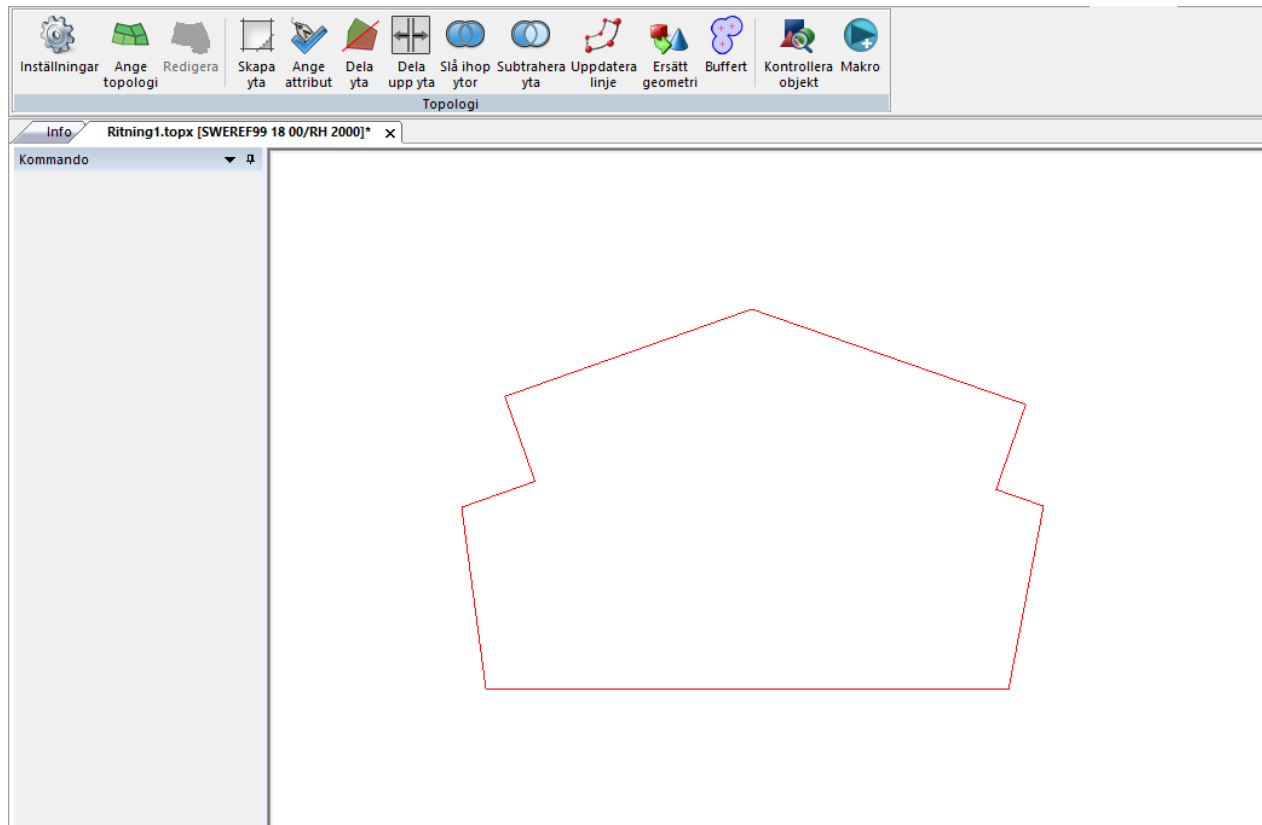 Inställningar Ange topologi Redigera Skapa yta Ange attribut Dela yta Dela upp yta Slå ihop ytor Subtrahera yta Uppdatera linje Ersätt geometri Buffert Kontrollera objekt Makro
Topologi
Info Ritning1.topx [SWEREF99 18 00/RH 2000]*
Kommando